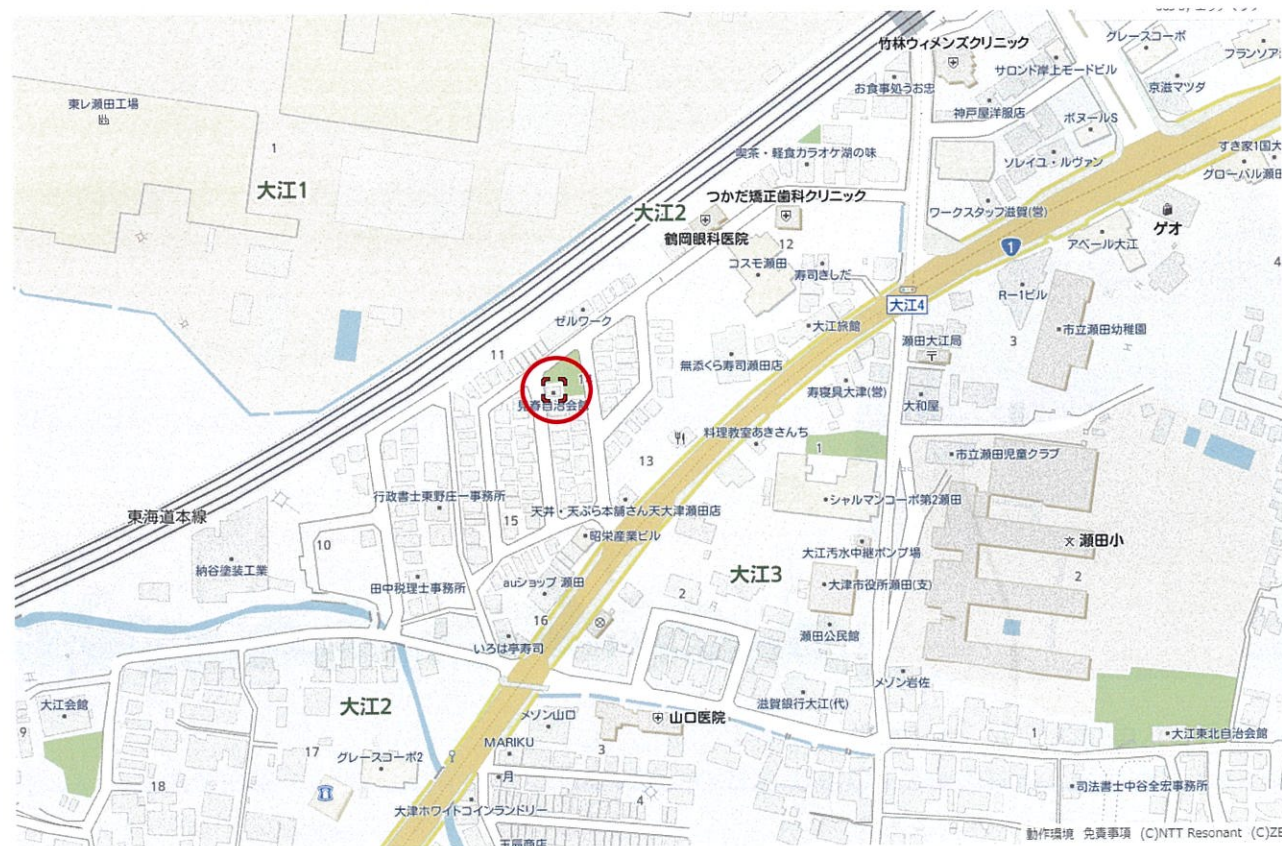 竹林ウィメンズクリニック
グレースコーポ
サロンド岸上モードビル
京滋マツダ
お食事処うお忠
神戸屋洋服店
ボヌールS
東レ瀬田工場
1
大江1
喫茶・軽食カラオケ湖の味
ソレイユ・ルヴァン
つかだ矯正歯科クリニック
大江2
鶴岡眼科医院
12
コスモ瀬田
寿司きしだ
ワークスタッフ滋賀(営)
ゲオ
アベール大江
1
4
R-1ビル
大江4
ゼルワーク
大江旅館
瀬田大江局
3
市立瀬田幼稚園
11
無添くら寿司瀬田店
見春自治会館
寿寝具大津(営)
大和屋
料理教室あきさんち
13
1
市立瀬田児童クラブ
行政書士東野庄一事務所
シャルマンコーポ第2瀬田
東海道本線
15
天丼・天ぷら本舗さん天大津瀬田店
昭栄産業ビル
10
納谷塗装工業
大江汚水中継ポンプ場
瀬田小
大江3
田中税理士事務所
auショップ 瀬田
大津市役所瀬田(支)
2
2
16
瀬田公民館
いろは亭寿司
メゾン岩佐
大江会館
大江2
滋賀銀行大江(代)
メゾン山口
山口医院
9
17
MARIKU
3
1
大江東北自治会館
グレースコーポ2
月
18
司法書士中谷全宏事務所
大津ホワイトコインランドリー
4
動作環境 免責事項 (C)NTT Resonant (C)ZE